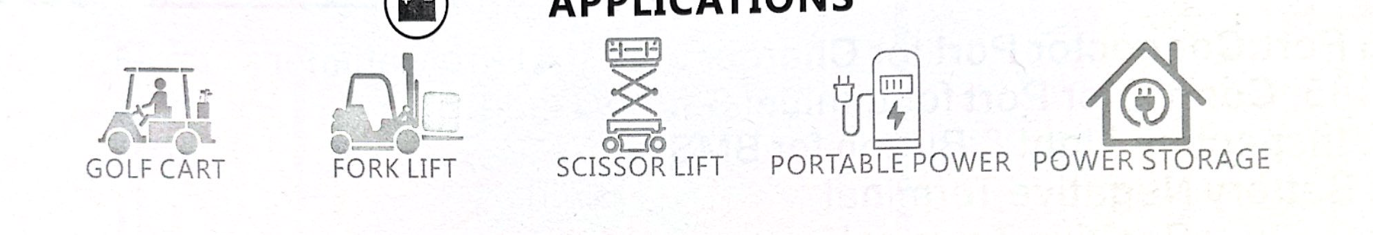 APPLICATIONS
GOLF CART
FORK LIFT
SCISSOR LIFT
PORTABLE POWER
POWER STORAGE